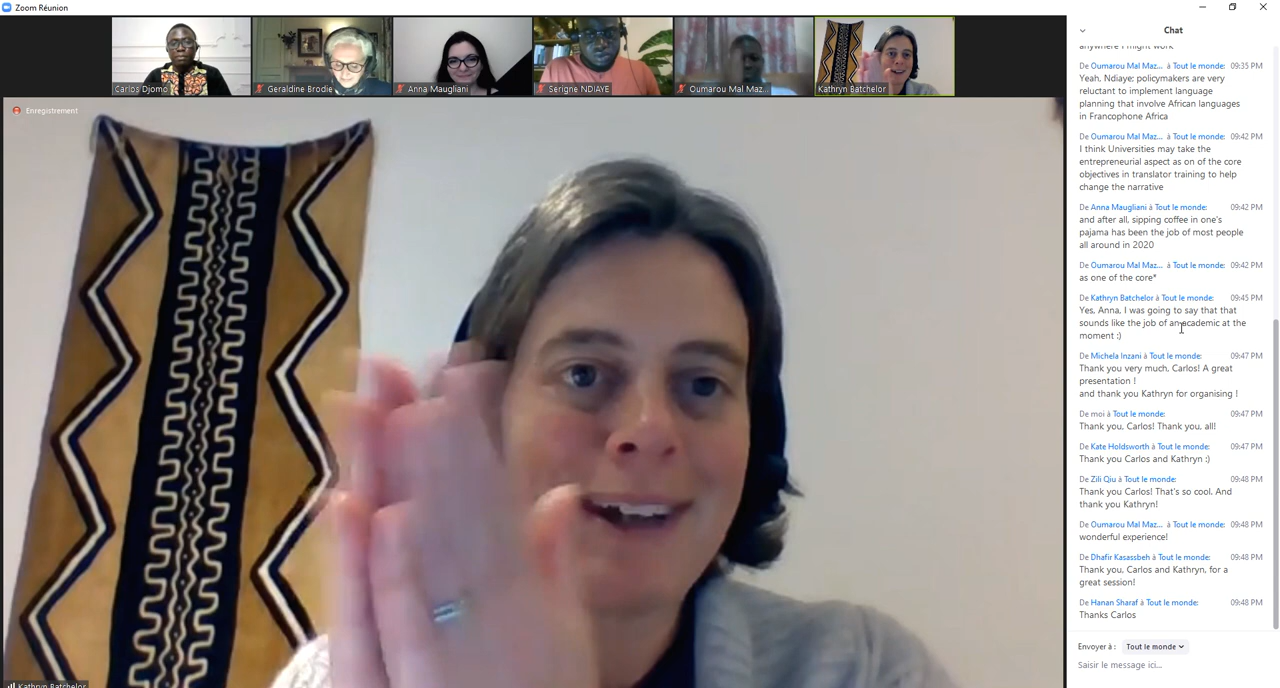 Zoom Réunion
Carlos Djomo
Geraldine Brodie
Anna Maugliani
Serigne NDIAYE
Oumarou Mal Maz...
Kathryn Batchelor
Enregistrement
Kathryn Batchelor
Chat
anywhere I might work
De Oumarou Mal Maz... à Tout le monde: 09:35 PM
Yeah, Ndiaye; policymakers are very
reluctant to implement language
planning that involve African languages
in Francophone Africa
De Oumarou Mal Maz... à Tout le monde: 09:42 PM
I think Universities may take the
entrepreneurial aspect as on of the core
objectives in translator training to help
change the narrative
De Anna Maugliani à Tout le monde: 09:42 PM
and after all, sipping coffee in one's
pajama has been the job of most people
all around in 2020
De Oumarou Mal Maz... à Tout le monde: 09:42 PM
as one of the core*
De Kathryn Batchelor à Tout le monde: 09:45 PM
Yes, Anna, I was going to say that that
sounds like the job of an academic at the
moment :)
De Michela Inzani à Tout le monde: 09:47 PM
Thank you very much, Carlos! A great
presentation !
and thank you Kathryn for organising !
De moi à Tout le monde: 09:47 PM
Thank you, Carlos! Thank you, all!
De Kate Holdsworth à Tout le monde: 09:47 PM
Thank you Carlos and Kathryn :)
De Zili Qiu à Tout le monde: 09:48 PM
Thank you Carlos! That's so cool. And
thank you Kathryn!
De Oumarou Mal Maz... à Tout le monde: 09:48 PM
wonderful experience!
De Dhafir Kasassbeh à Tout le monde: 09:48 PM
Thank you, Carlos and Kathryn, for a
great session!
De Hanan Sharaf à Tout le monde: 09:48 PM
Thanks Carlos
Envoyer à : Tout le monde
Saisir le message ici...